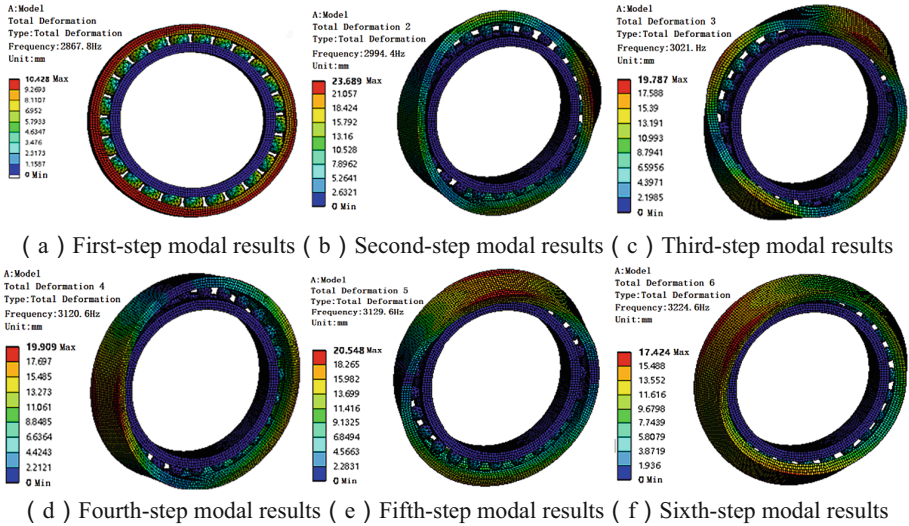 A:Model
Total Deformation
Type:Total Deformation
Frequency:2867.8Hz
Unit:mm
10.428 Max
9.2693
8.1107
6952
5.7933
4.6347
3.476
2.3173
1.1587
0 Min
A:Model
Total Deformation 2
Type:Total Deformation
Frequency:2994.4Hz
Unit:mm
23.689 Max
21.057
18.424
15.792
13.16
10.528
7.8962
5.2641
2.6321
0 Min
A:Model
Total Deformation 3
Type:Total Deformation
Frequency:3021.Hz
Unit:mm
19.787 Max
17.588
15.39
13.191
10.993
8.7941
6.5956
4.3971
2.1985
0 Min
( a ) First-step modal results ( b ) Second-step modal results ( c ) Third-step modal results
A:Model
Total Deformation 4
Type:Total Deformation
Frequency:3120.6Hz
Unit:mm
19.909 Max
17.697
15.485
13.273
11.061
8.8485
6.6364
4.4243
2.2121
0 Min
A:Model
Total Deformation 5
Type:Total Deformation
Frequency:3129.6Hz
Unit:mm
20.548 Max
18.265
15.982
13.699
11.416
9.1325
6.8494
4.5663
2.2831
0 Min
A:Model
Total Deformation 6
Type:Total Deformation
Frequency:3224.6Hz
Unit:mm
17.424 Max
15.488
13.552
11.616
9.6798
7.7439
5.8079
3.8719
1.936
0 Min
( d ) Fourth-step modal results ( e ) Fifth-step modal results ( f ) Sixth-step modal results